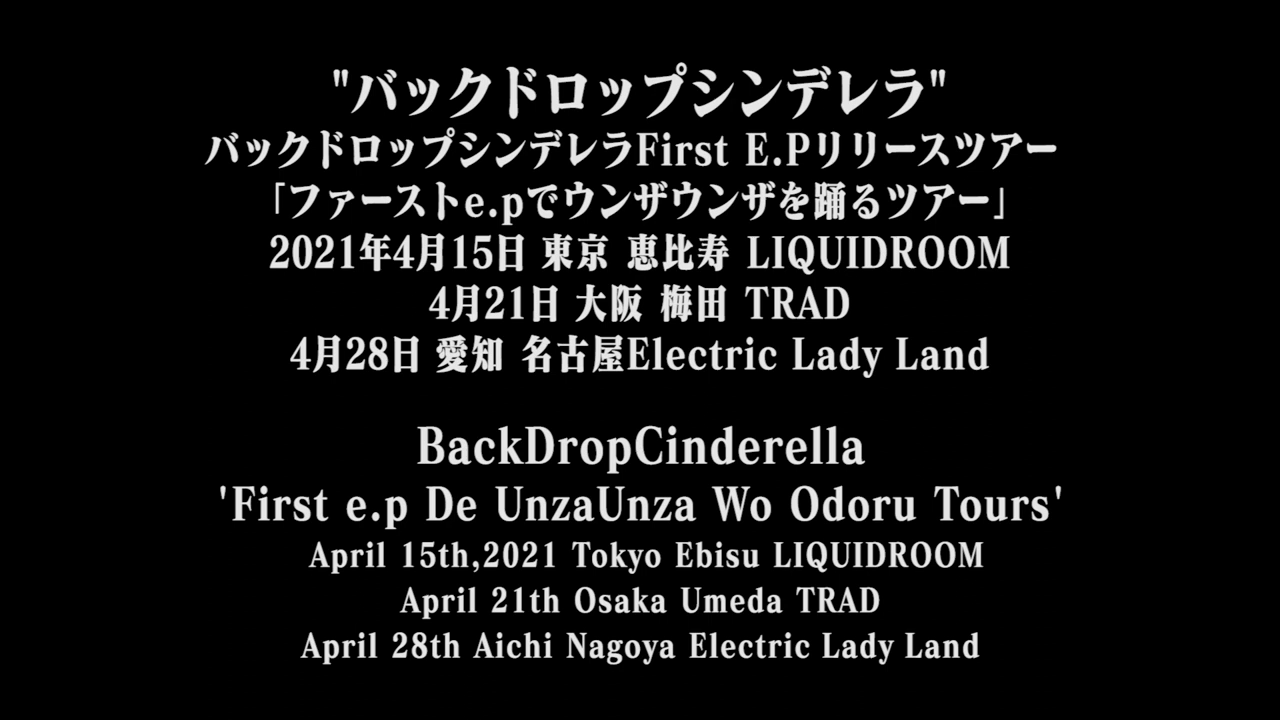 "バックドロップシンデレラ"
バックドロップシンデレラFirst E.Pリリースツアー
「ファーストe.pでウンザウンザを踊るツアー」
2021年4月15日 東京 恵比寿 LIQUIDROOM
4月21日 大阪 梅田 TRAD
4月28日 愛知 名古屋Electric Lady Land
BackDropCinderella
'First e.p De UnzaUnza Wo Odoru Tours'
April 15th,2021 Tokyo Ebisu LIQUIDROOM
April 21th Osaka Umeda TRAD
April 28th Aichi Nagoya Electric Lady Land